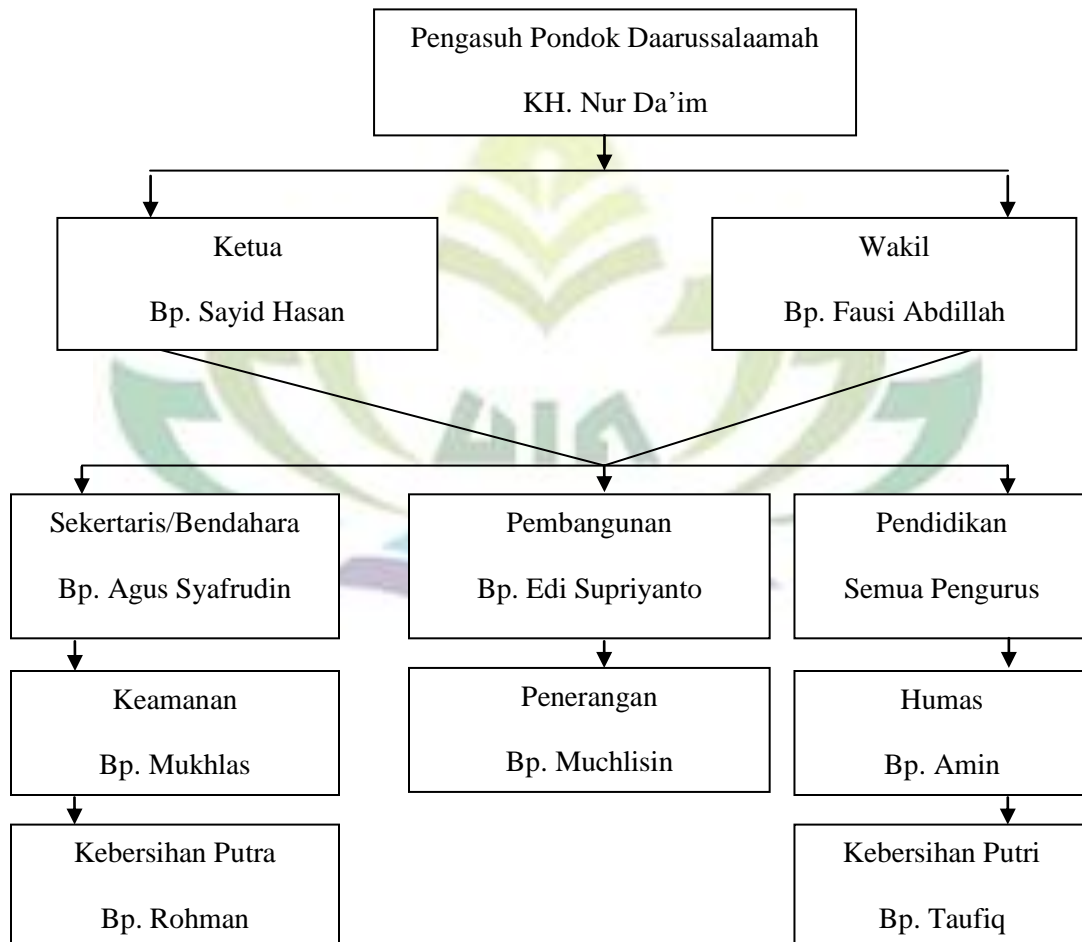 Pengasuh Pondok Daarussalaamah
KH. Nur Da’im
Ketua
Bp. Sayid Hasan
Wakil
Bp. Fausi Abdillah
Sekertaris/Bendahara
Bp. Agus Syafrudin
Pembangunan
Bp. Edi Supriyanto
Pendidikan
Semua Pengurus
Keamanan
Bp. Mukhlas
Penerangan
Bp. Muchlisin
Humas
Bp. Amin
Kebersihan Putra
Bp. Rohman
Kebersihan Putri
Bp. Taufiq